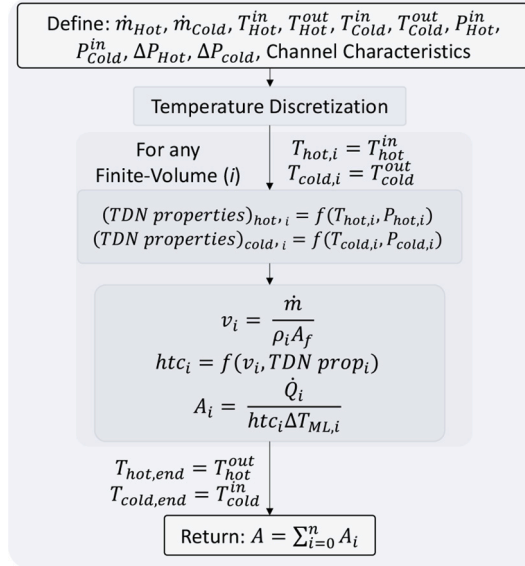 Define: ṁ_Hot, ṁ_Cold, T_Hot^in, T_Hot^out, T_Cold^in, T_Cold^out, P_Hot^in,
P_Cold^in, ΔP_Hot, ΔP_cold, Channel Characteristics
Temperature Discretization
For any
Finite-Volume (i)
T_hot,i = T_hot^in
T_cold,i = T_cold^out
(TDN properties)_hot,i = f(T_hot,i, P_hot,i)
(TDN properties)_cold,i = f(T_cold,i, P_cold,i)
v_i = ṁ / (ρ_i A_f)
htc_i = f(v_i, TDN prop_i)
A_i = Q̇_i / (htc_i ΔT_ML,i)
T_hot,end = T_hot^out
T_cold,end = T_cold^in
Return: A = ∑_{i=0}^n A_i